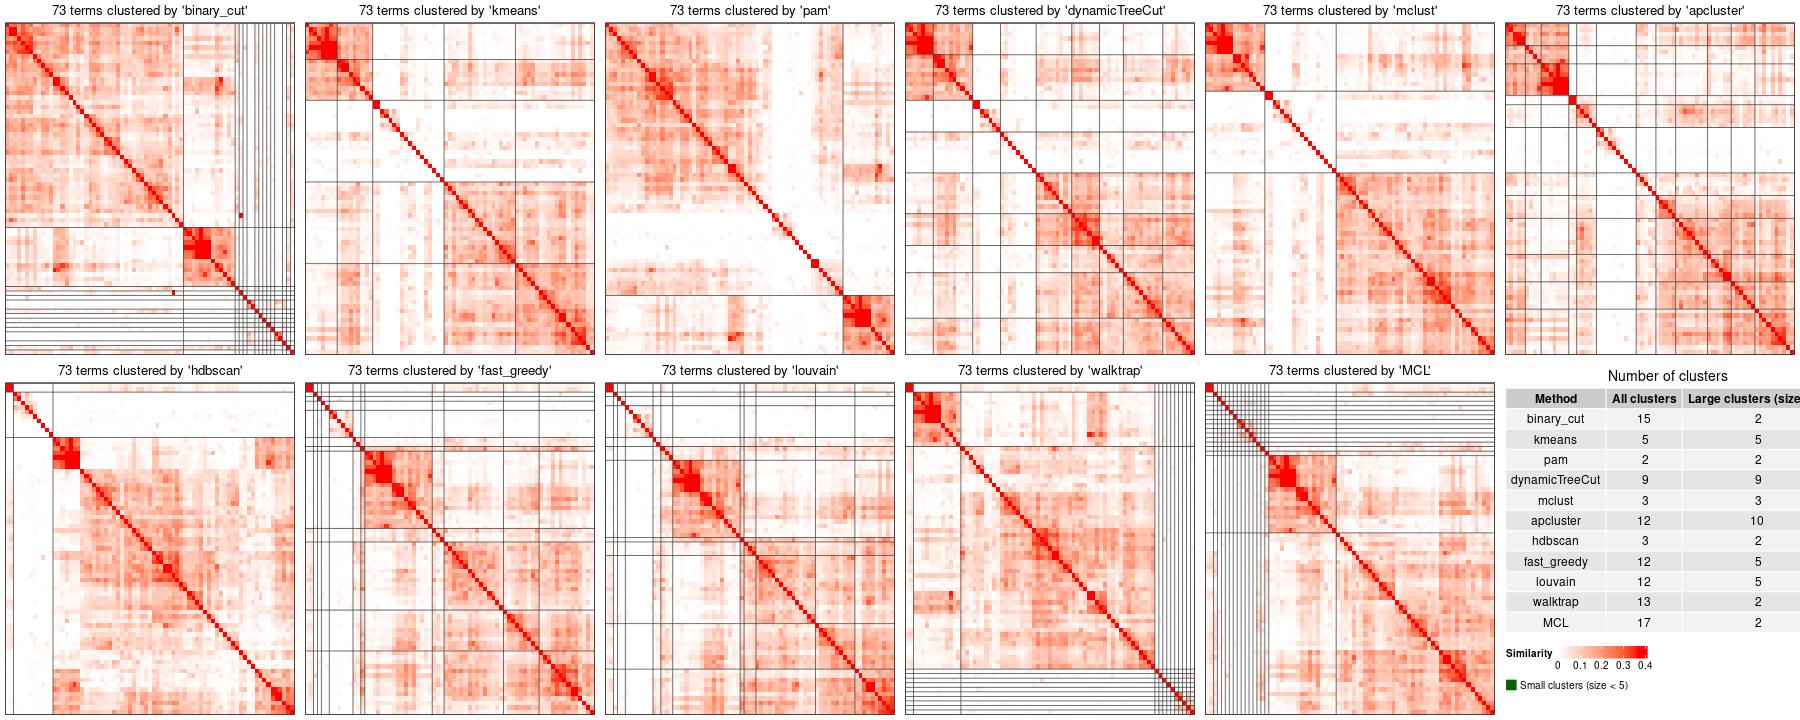 73 terms clustered by 'binary_cut'
73 terms clustered by 'kmeans'
73 terms clustered by 'pam'
73 terms clustered by 'dynamicTreeCut'
73 terms clustered by 'mclust'
73 terms clustered by 'apcluster'
73 terms clustered by 'hdbscan'
73 terms clustered by 'fast_greedy'
73 terms clustered by 'louvain'
73 terms clustered by 'walktrap'
73 terms clustered by 'MCL'
Number of clusters
Method All clusters Large clusters (size
binary_cut 15 2
kmeans 5 5
pam 2 2
dynamicTreeCut 9 9
mclust 3 3
apcluster 12 10
hdbscan 3 2
fast_greedy 12 5
louvain 12 5
walktrap 13 2
MCL 17 2
Similarity
0 0.1 0.2 0.3 0.4
Small clusters (size < 5)